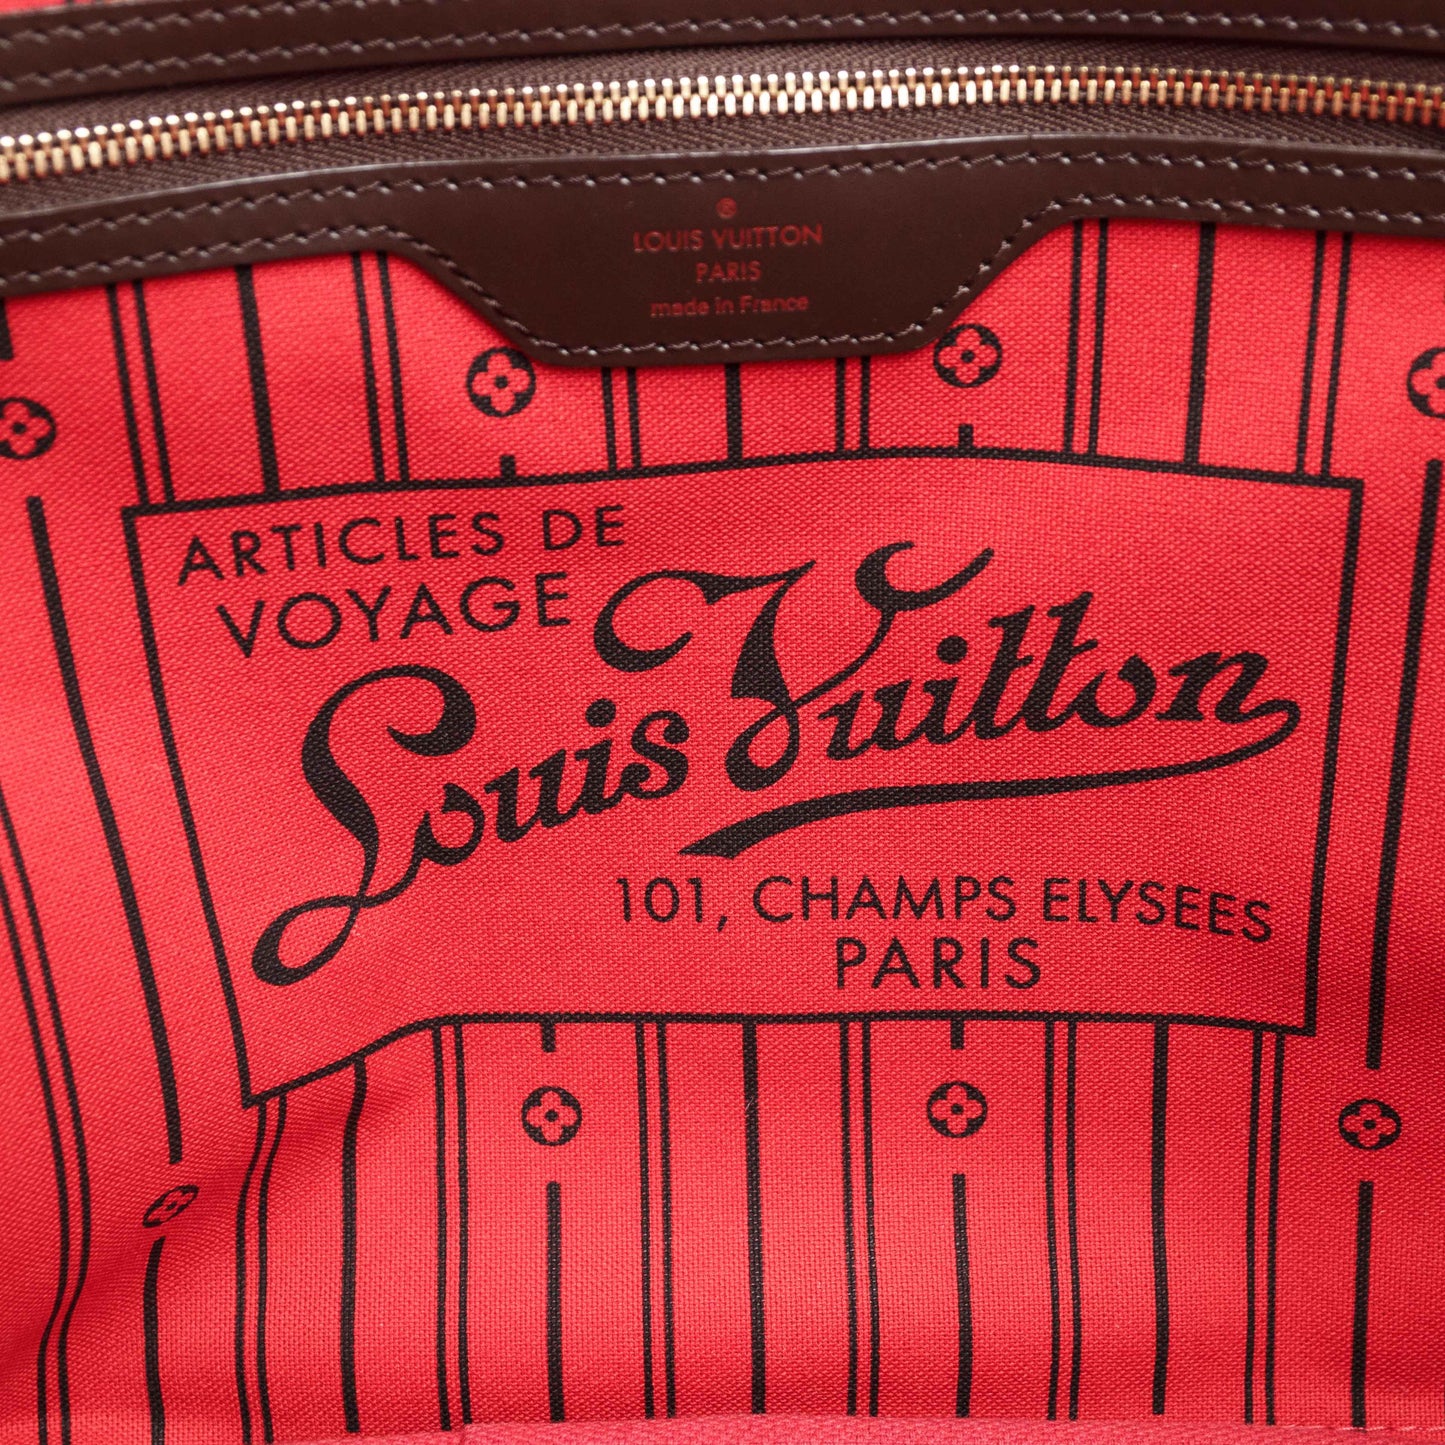 ®
LOUIS VUITTON
PARIS
made in France
ARTICLES DE
VOYAGE
Louis Vuitton
101, CHAMPS ELYSEES
PARIS